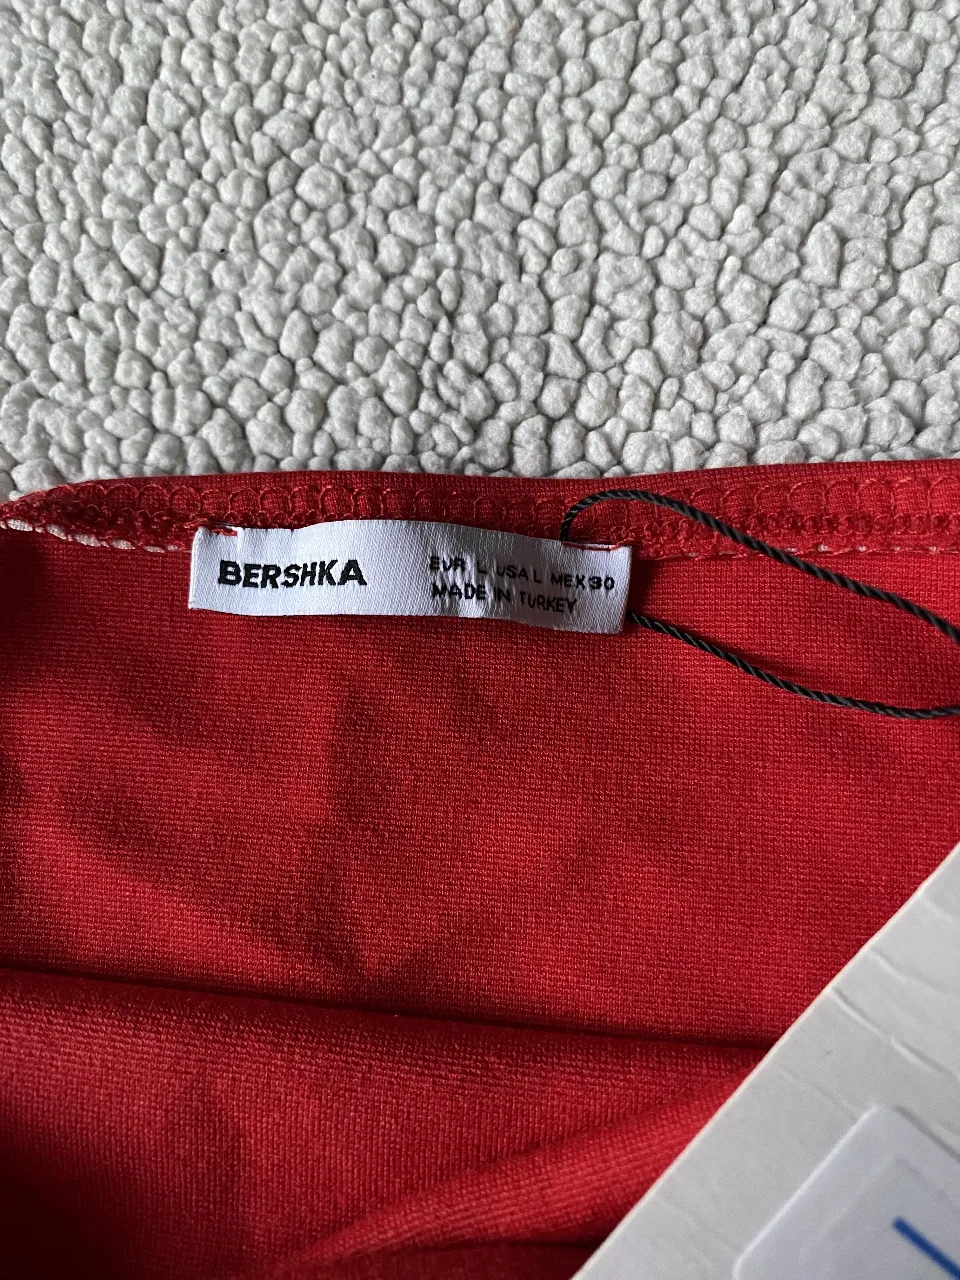 BERSHKA
EUR L USA L MEX 30
MADE IN TURKEY